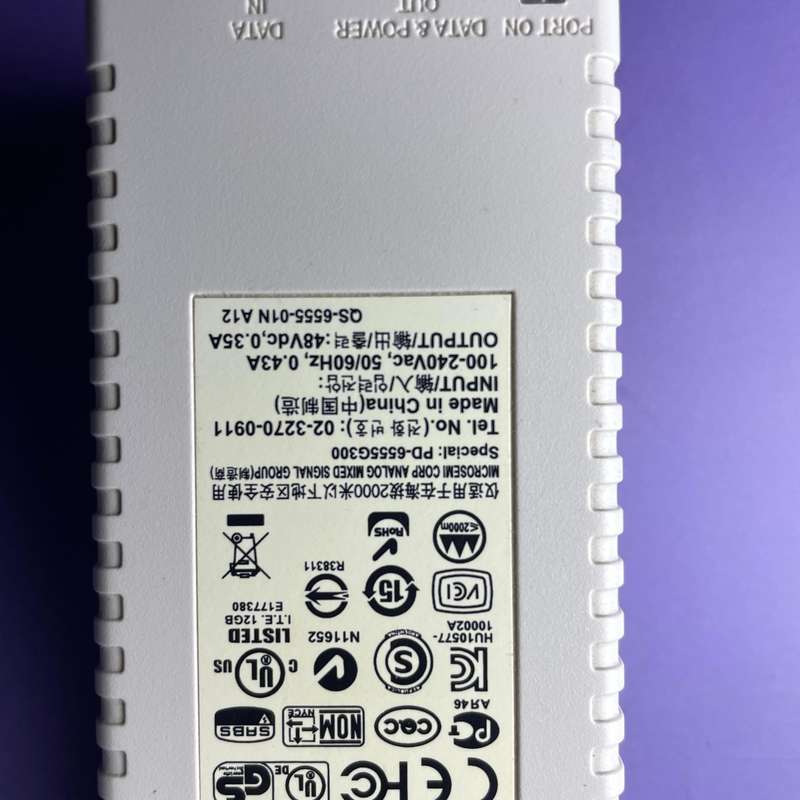 CE
UL DE GS
PCT CQC NOM NYCE SABS
АЯ46
S N11652 C UL US LISTED
HU10577-
10002A
I.T.E. 12GB
E177380
VCI 15 R38311
≤2000m RoHS
仅适用于在海拔2000米以下地区安全使用
MICROSEMI CORP ANALOG MIXED SIGNAL GROUP(制造商)
Special: PD-6555G300
Tel. No.(전화 번호): 02-3270-0911
Made in China(中国制造)
INPUT/输入/입력전압:
100-240Vac, 50/60Hz, 0.43A
OUTPUT/输出/출력:48Vdc,0.35A
QS-6555-01N A12
PORT ON
DATA & POWER
OUT
DATA
IN